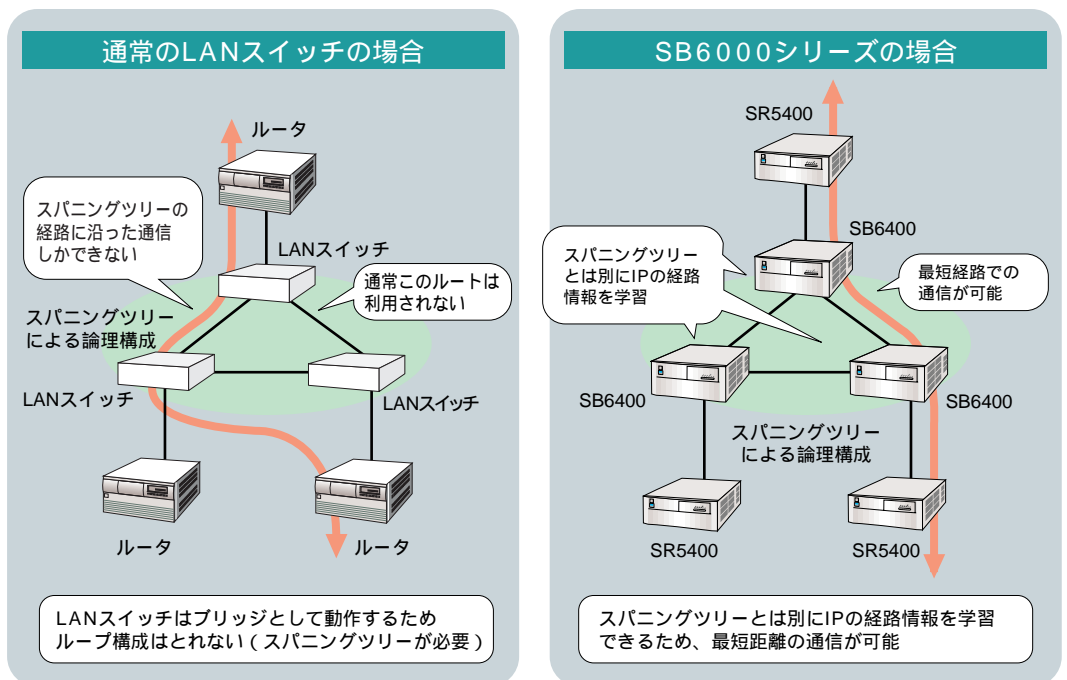 通常のLANスイッチの場合
ルータ
スパニングツリーの
経路に沿った通信
しかできない
LANスイッチ
通常このルートは
利用されない
スパニングツリー
による論理構成
LANスイッチ
LANスイッチ
ルータ
ルータ
LANスイッチはブリッジとして動作するため
ループ構成はとれない(スパニングツリーが必要)
SB6000シリーズの場合
SR5400
SB6400
スパニングツリー
とは別にIPの経路
情報を学習
最短経路での
通信が可能
SB6400
SB6400
スパニングツリー
による論理構成
SR5400
SR5400
スパニングツリーとは別にIPの経路情報を学習
できるため、最短距離の通信が可能